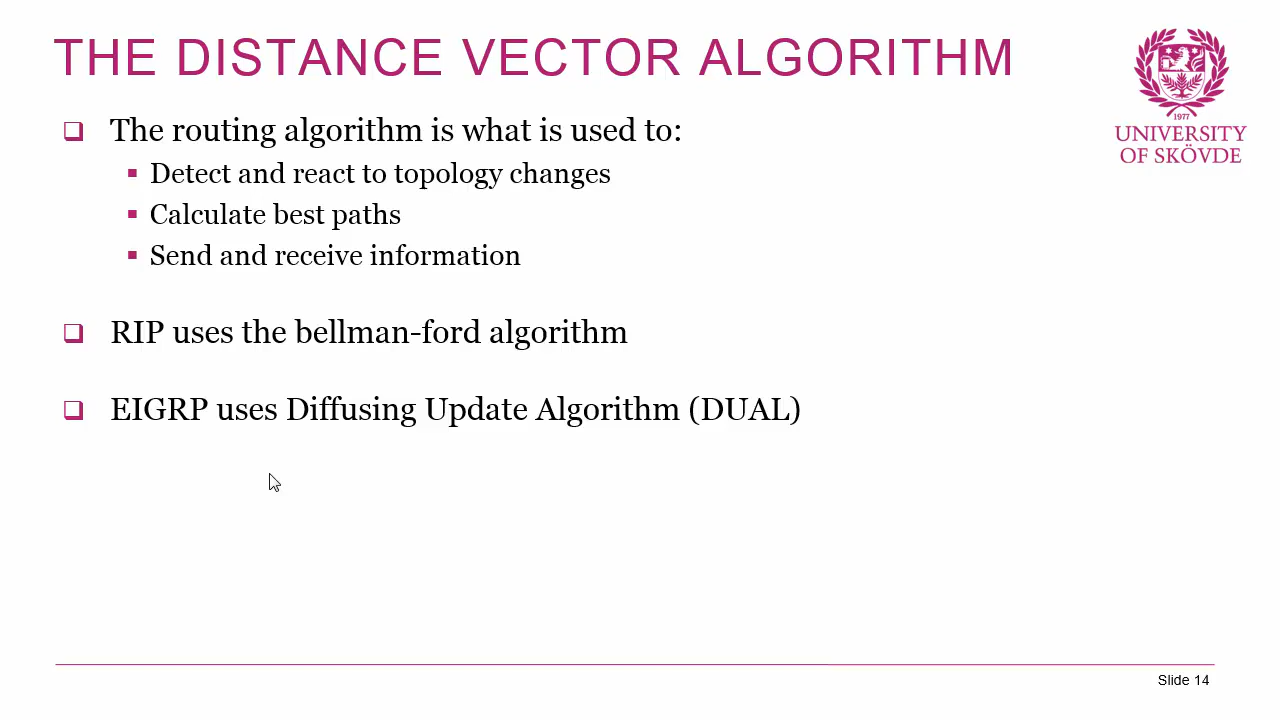 THE DISTANCE VECTOR ALGORITHM
The routing algorithm is what is used to:
Detect and react to topology changes
Calculate best paths
Send and receive information
RIP uses the bellman-ford algorithm
EIGRP uses Diffusing Update Algorithm (DUAL)
1977
UNIVERSITY
OF SKÖVDE
Slide 14